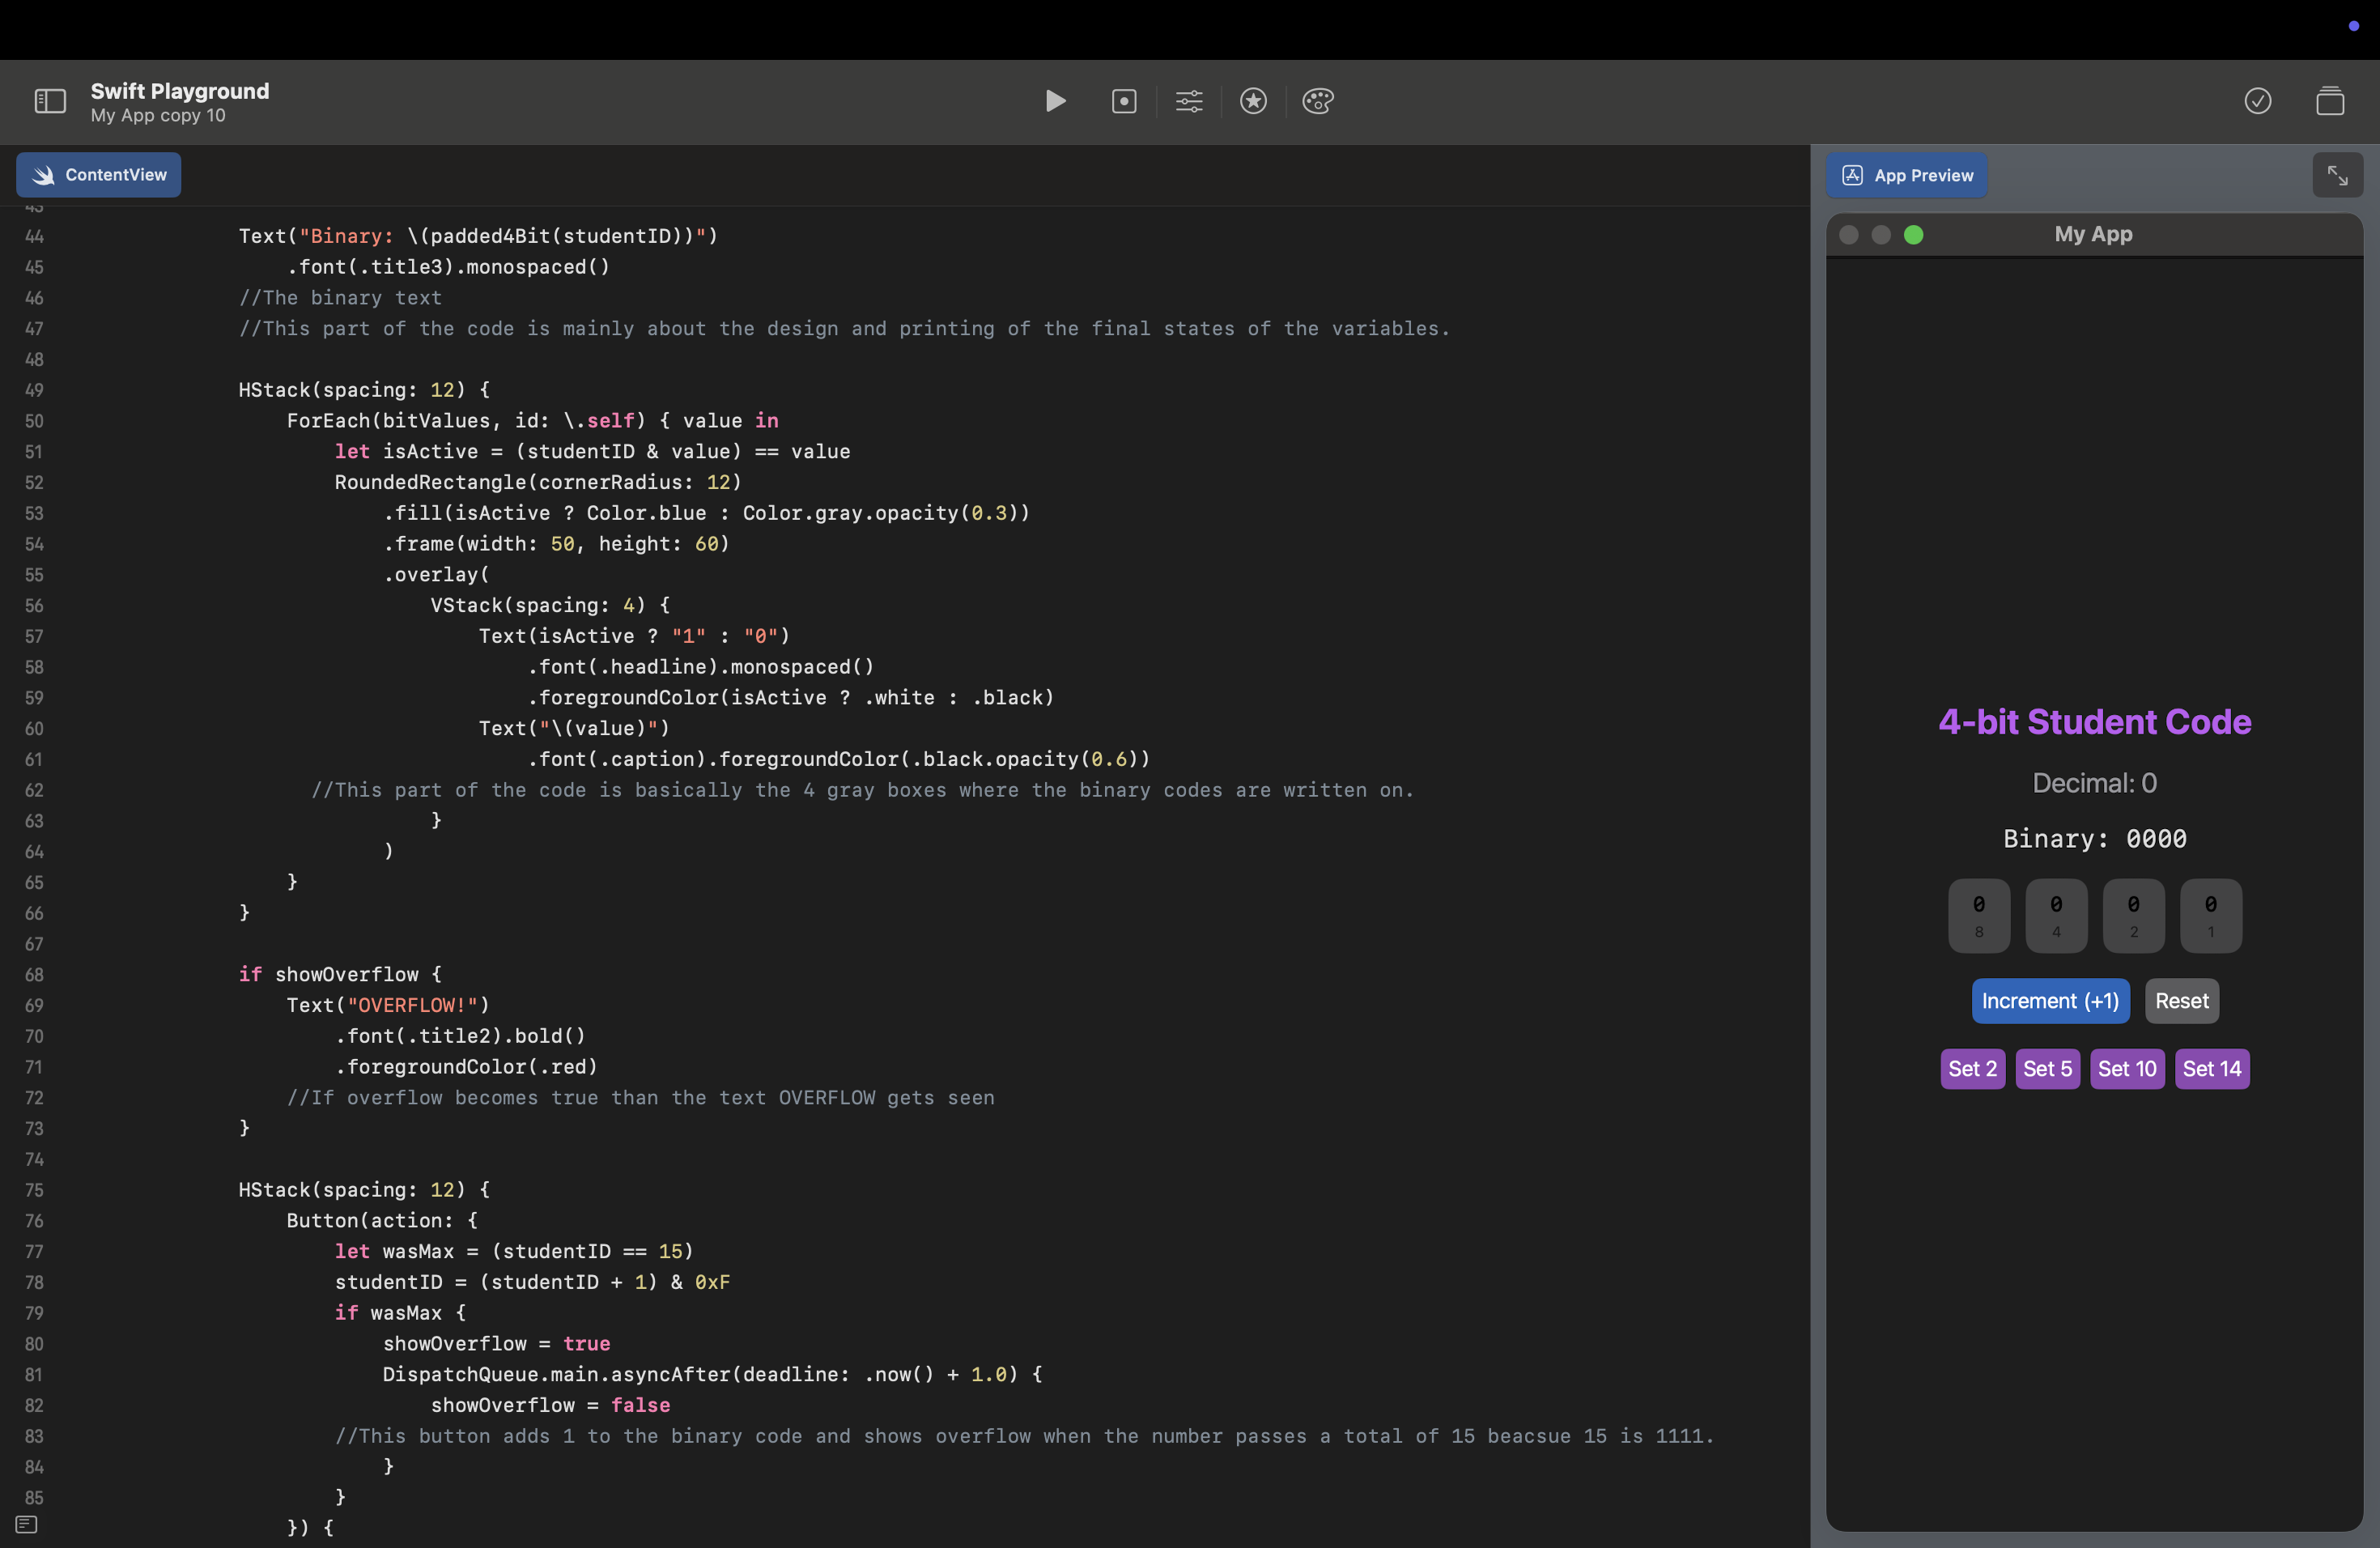 Swift Playground
My App copy 10
ContentView
App Preview
My App
43
44 Text("Binary: \(padded4Bit(studentID))")
45 .font(.title3).monospaced()
46 //The binary text
47 //This part of the code is mainly about the design and printing of the final states of the variables.
48
49 HStack(spacing: 12) {
50 ForEach(bitValues, id: \.self) { value in
51 let isActive = (studentID & value) == value
52 RoundedRectangle(cornerRadius: 12)
53 .fill(isActive ? Color.blue : Color.gray.opacity(0.3))
54 .frame(width: 50, height: 60)
55 .overlay(
56 VStack(spacing: 4) {
57 Text(isActive ? "1" : "0")
58 .font(.headline).monospaced()
59 .foregroundColor(isActive ? .white : .black)
60 Text("\(value)")
61 .font(.caption).foregroundColor(.black.opacity(0.6))
62 //This part of the code is basically the 4 gray boxes where the binary codes are written on.
63 }
64 )
65 }
66 }
67
68 if showOverflow {
69 Text("OVERFLOW!")
70 .font(.title2).bold()
71 .foregroundColor(.red)
72 //If overflow becomes true than the text OVERFLOW gets seen
73 }
74
75 HStack(spacing: 12) {
76 Button(action: {
77 let wasMax = (studentID == 15)
78 studentID = (studentID + 1) & 0xF
79 if wasMax {
80 showOverflow = true
81 DispatchQueue.main.asyncAfter(deadline: .now() + 1.0) {
82 showOverflow = false
83 //This button adds 1 to the binary code and shows overflow when the number passes a total of 15 beacsue 15 is 1111.
84 }
85 }
}) {
4-bit Student Code
Decimal: 0
Binary: 0000
0 0 0 0
8 4 2 1
Increment (+1) Reset
Set 2 Set 5 Set 10 Set 14